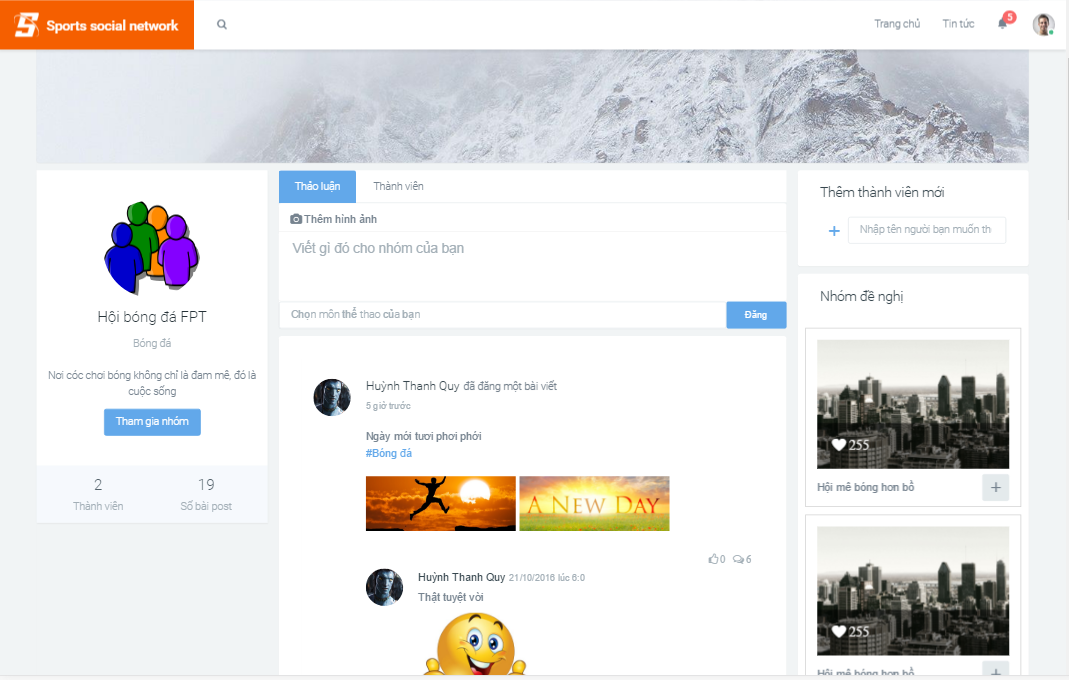 Sports social network
Trang chủ
Tin tức
5
Hội bóng đá FPT
Bóng đá
Nơi cóc chơi bóng không chỉ là đam mê, đó là
cuộc sống
Tham gia nhóm
2
19
Thành viên
Số bài post
Thảo luận
Thành viên
Thêm hình ảnh
Viết gì đó cho nhóm của bạn
Chọn môn thể thao của bạn
Đăng
Huỳnh Thanh Quy đã đăng một bài viết
5 giờ trước
Ngày mới tươi phơi phới
#Bóng đá
A NEW DAY
0
6
Huỳnh Thanh Quy 21/10/2016 lúc 6:0
Thật tuyệt vời
Thêm thành viên mới
Nhập tên người bạn muốn th
Nhóm đề nghị
255
Hội mê bóng hơn bồ
255
Hội mê bóng hơn bồ